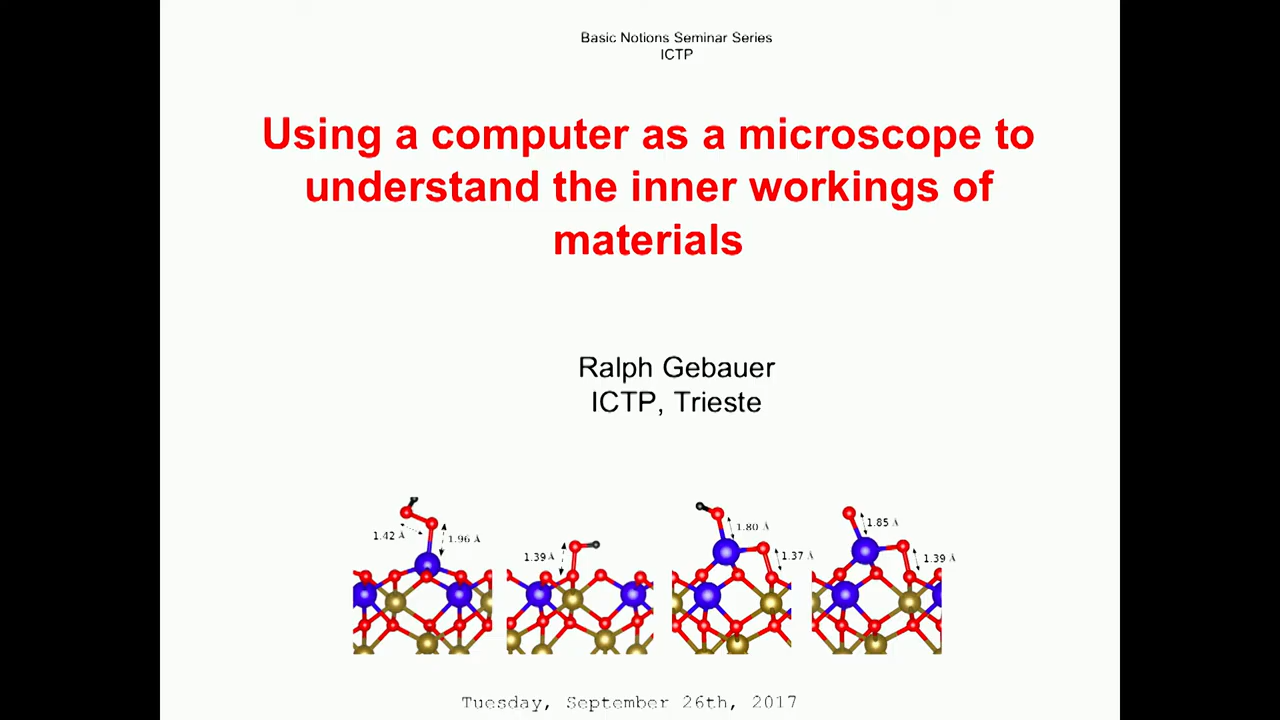 Basic Notions Seminar Series
ICTP
Using a computer as a microscope to
understand the inner workings of
materials
Ralph Gebauer
ICTP, Trieste
1.42 Å
1.96 Å
1.39 Å
1.80 Å
1.37 Å
1.85 Å
1.39 Å
Tuesday, September 26th, 2017